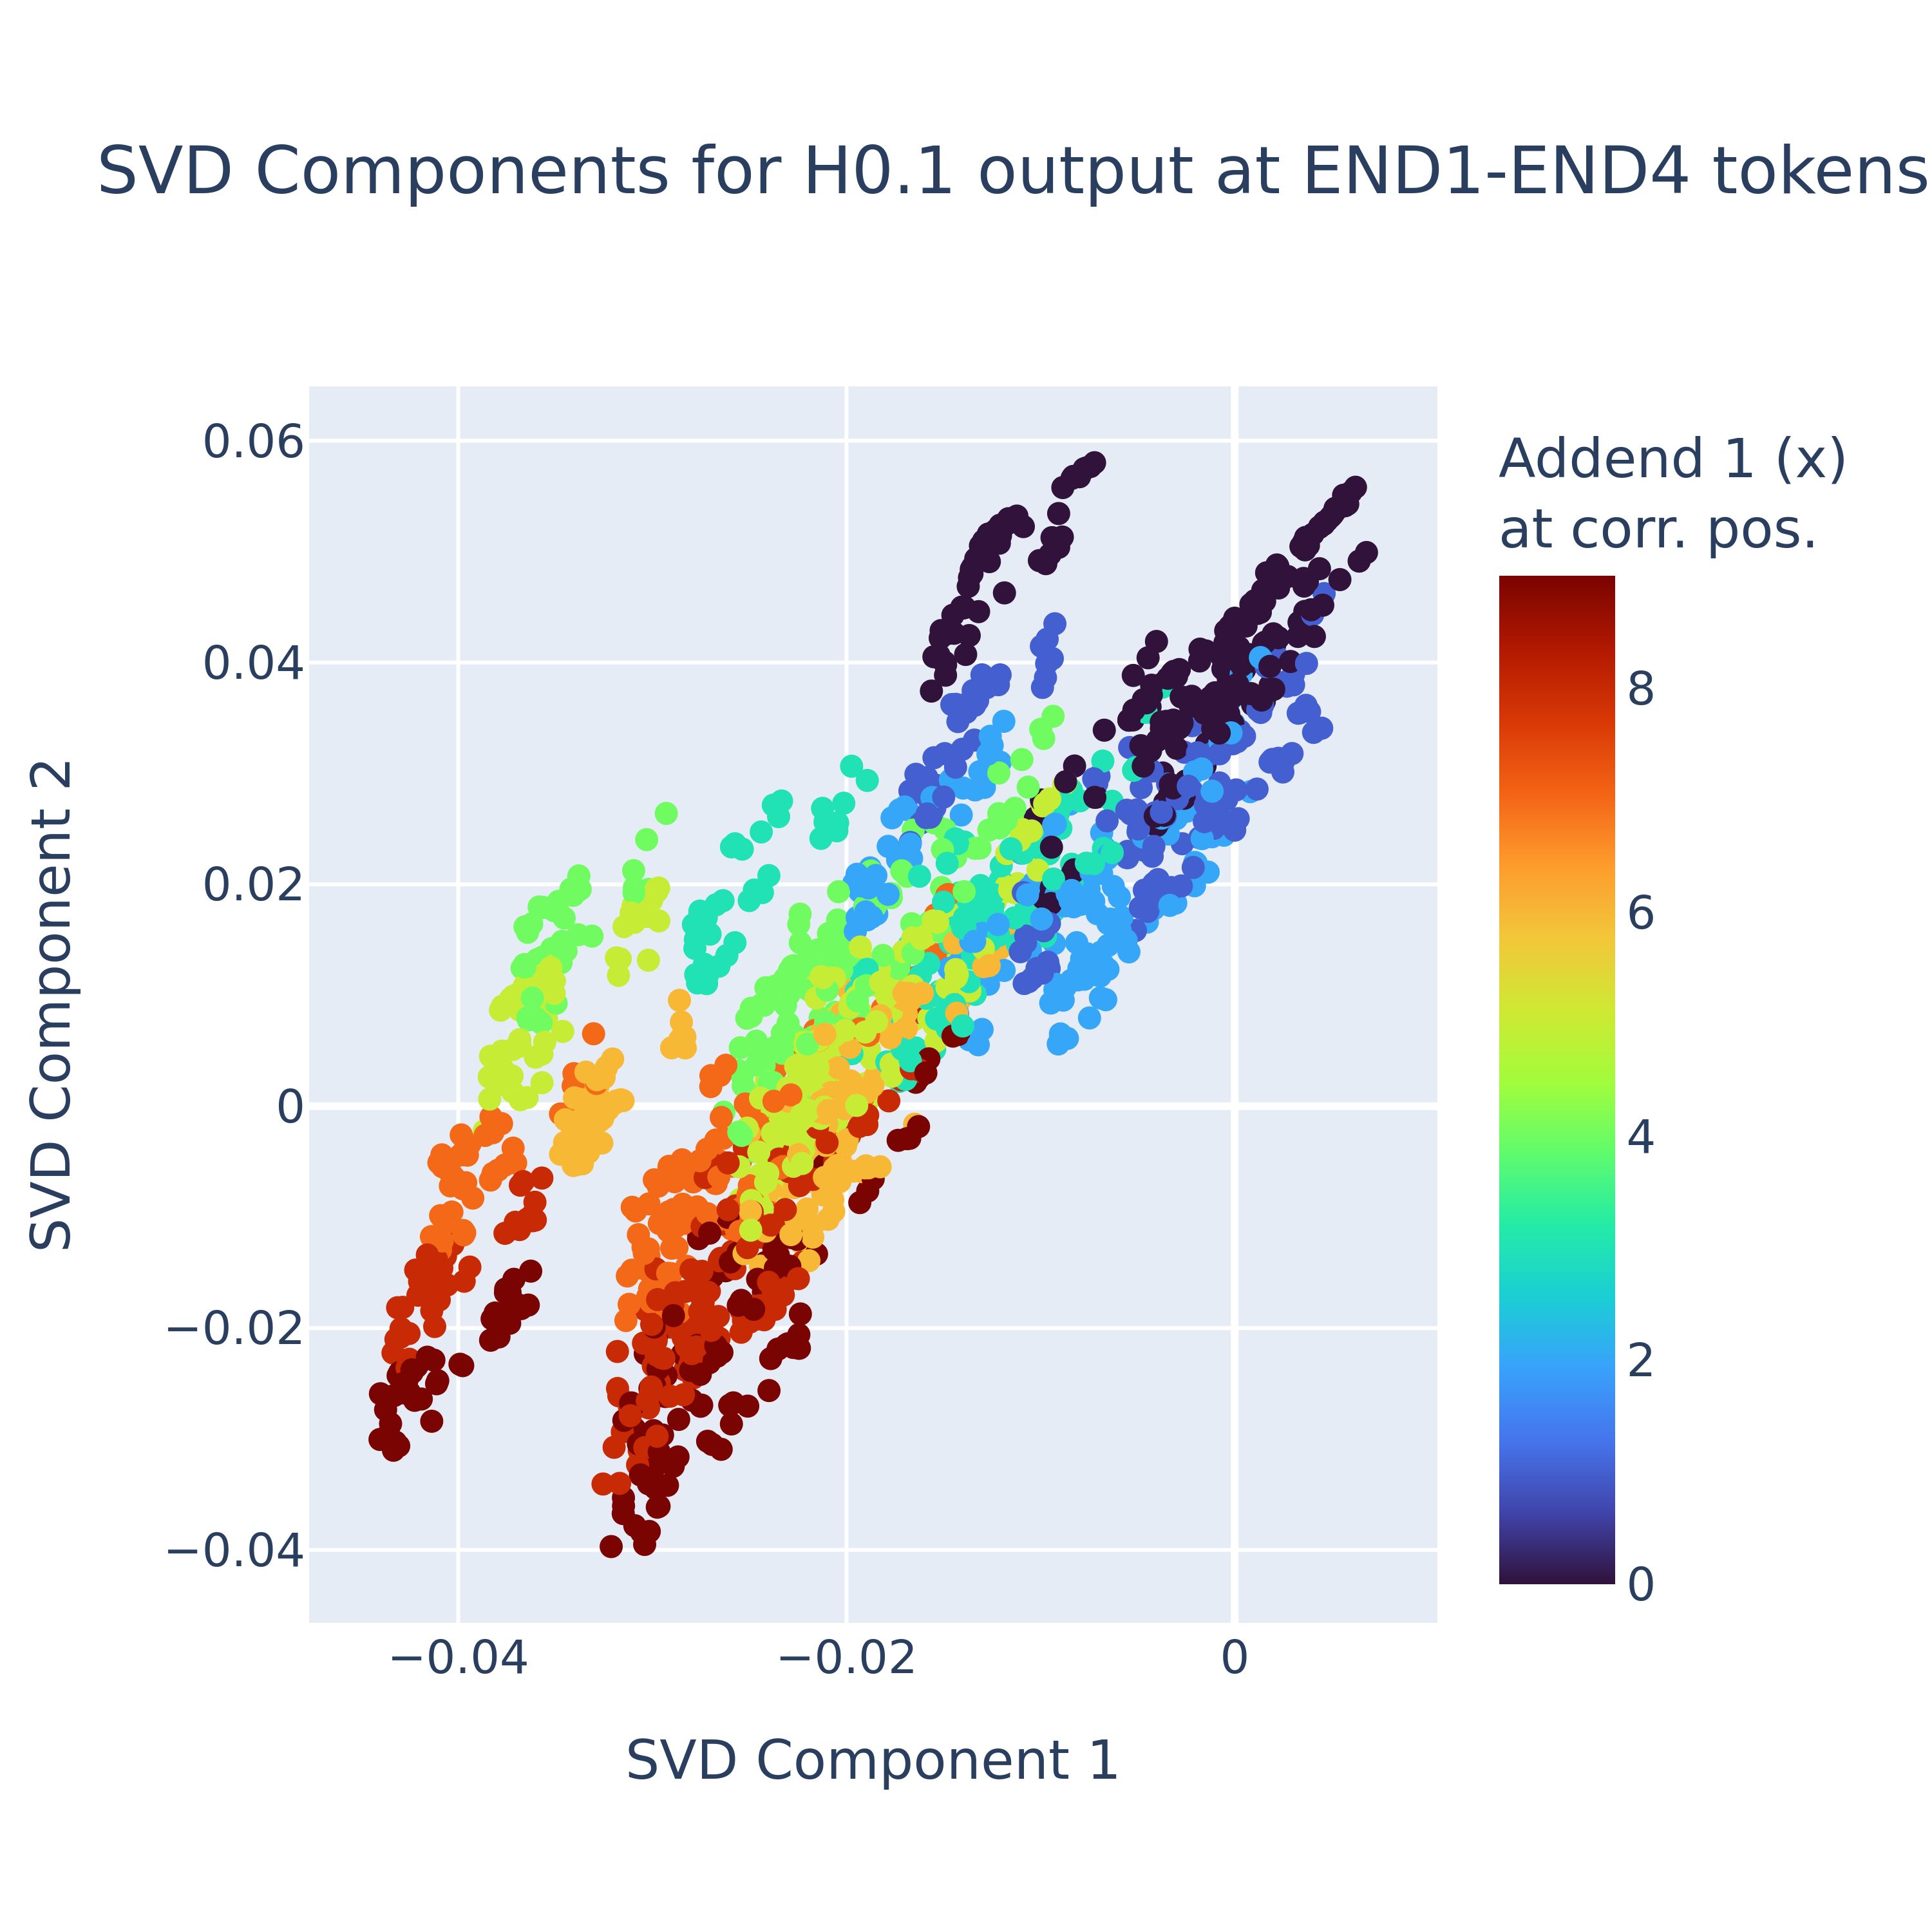 SVD Components for H0.1 output at END1-END4 tokens
Addend 1 (x)
at corr. pos.
0.06
0.04
0.02
0
−0.02
−0.04
SVD Component 2
8
6
4
2
0
−0.04
−0.02
0
SVD Component 1